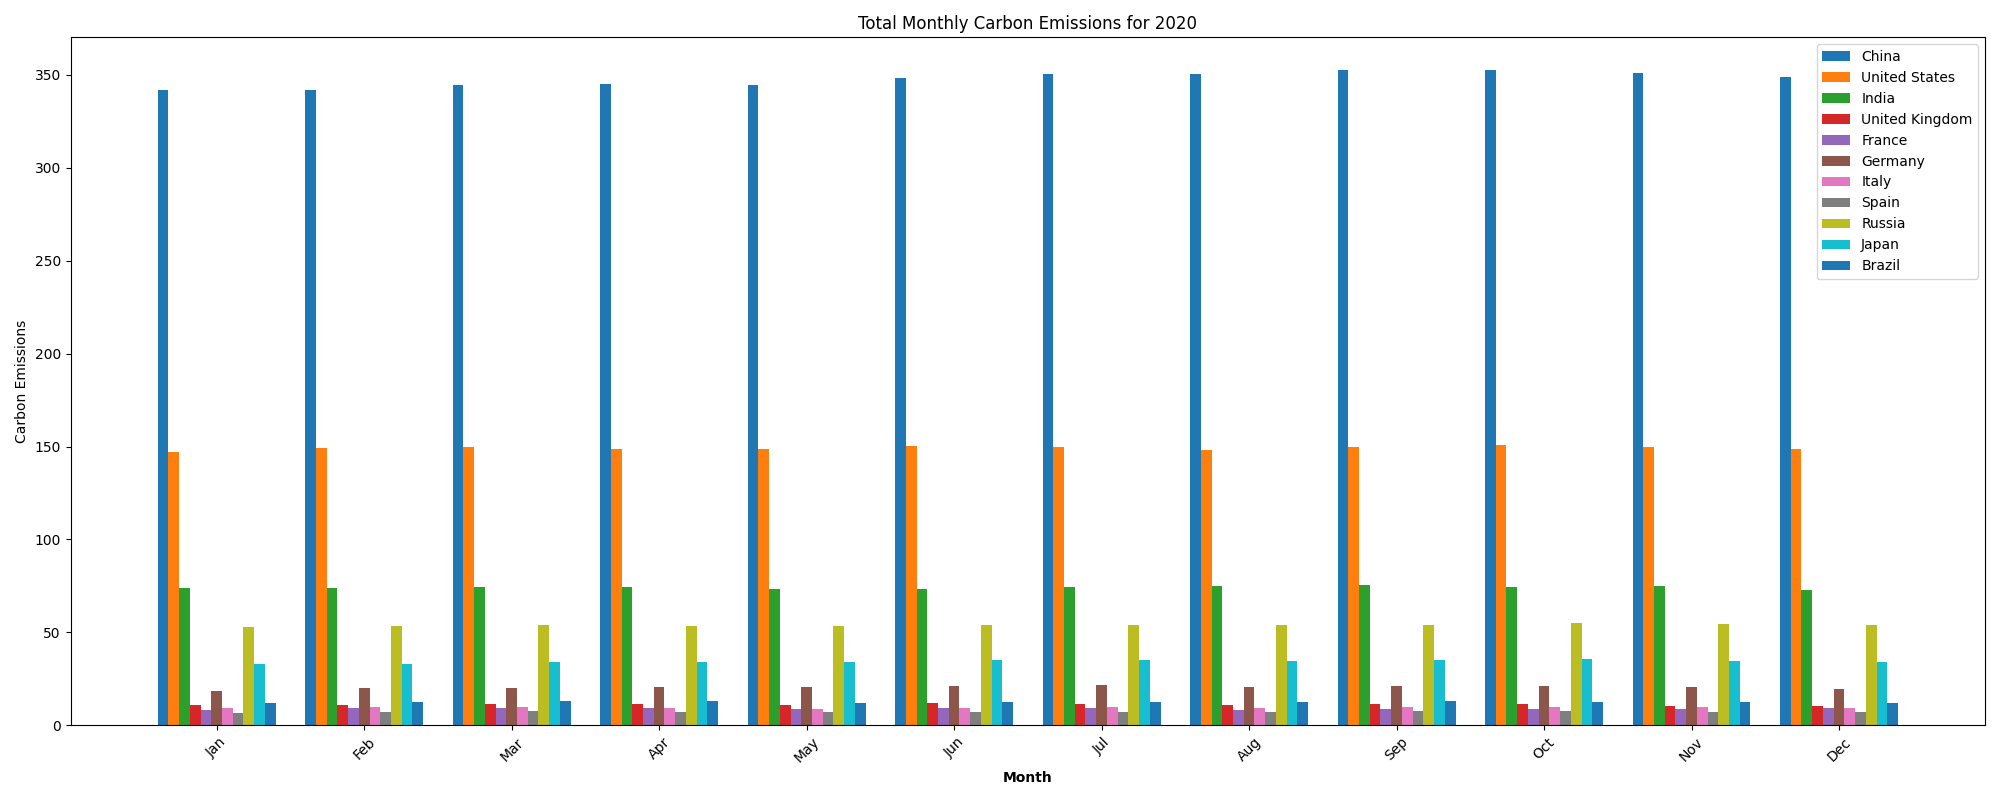 Total Monthly Carbon Emissions for 2020
350
300
250
200
150
100
50
0
Carbon Emissions
China
United States
India
United Kingdom
France
Germany
Italy
Spain
Russia
Japan
Brazil
Jan
Feb
Mar
Apr
May
Jun
Jul
Aug
Sep
Oct
Nov
Dec
Month